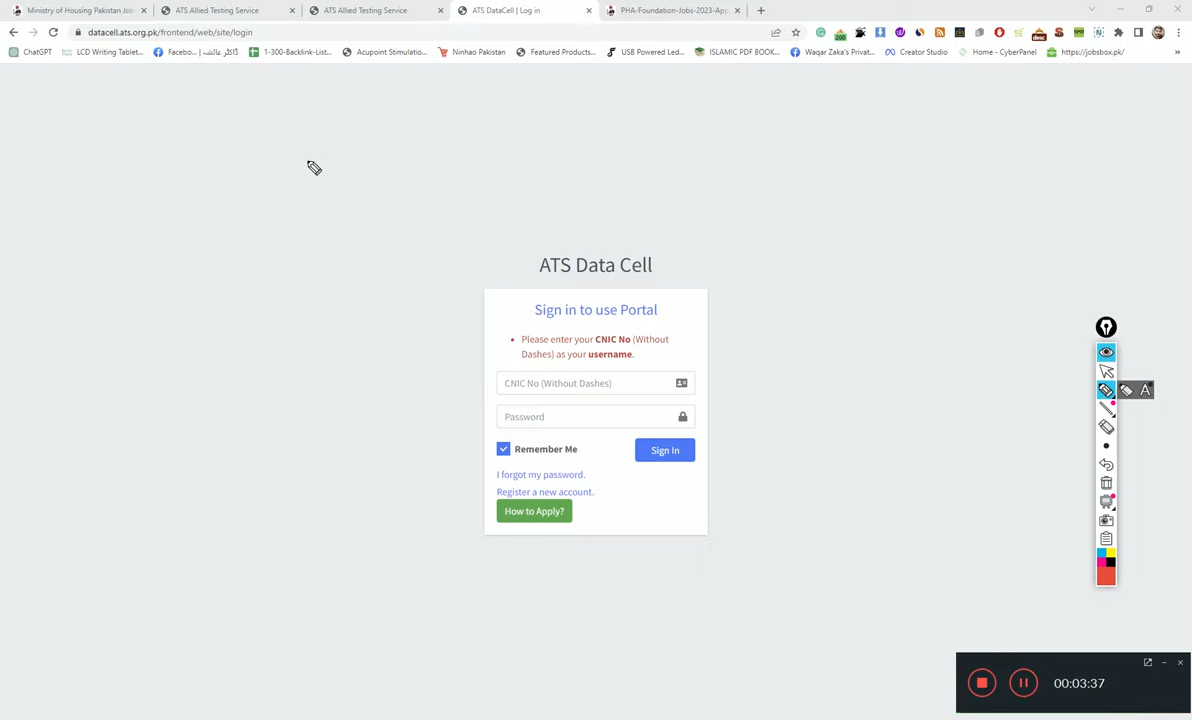 Ministry of Housing Pakistan Job
ATS Allied Testing Service
ATS Allied Testing Service
ATS DataCell | Log in
PHA-Foundation-Jobs-2023-App
datacell.ats.org.pk/frontend/web/site/login
ChatGPT
LCD Writing Tablet...
Facebo... | ڈاکٹر عائشہ
1-300-Backlink-List...
Acupoint Stimulatio...
Ninhao Pakistan
Featured Products...
USB Powered Led...
ISLAMIC PDF BOOK...
Waqar Zaka's Privat...
Creator Studio
Home - CyberPanel
https://jobsbox.pk/
200
desc
ATS Data Cell
Sign in to use Portal
Please enter your CNIC No (Without
Dashes) as your username.
CNIC No (Without Dashes)
Password
Remember Me
Sign In
I forgot my password.
Register a new account.
How to Apply?
A
00:03:37